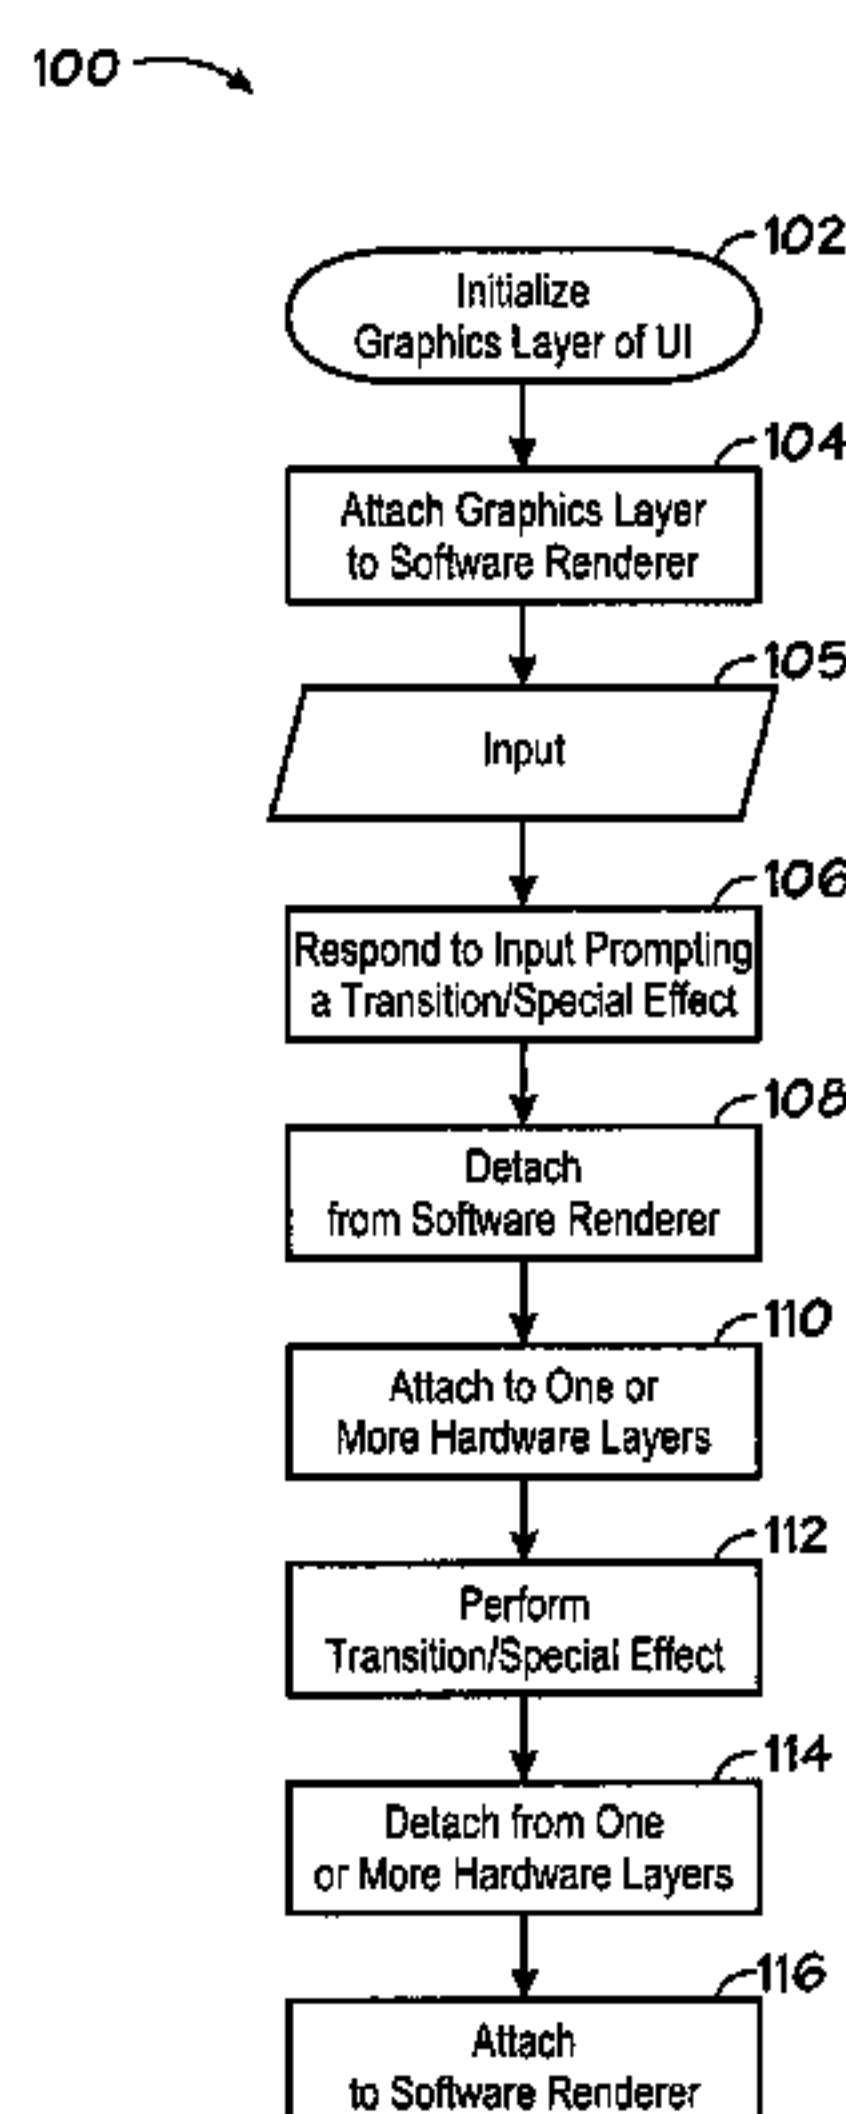 100
102
Initialize
Graphics Layer of UI
104
Attach Graphics Layer
to Software Renderer
105
Input
106
Respond to Input Prompting
a Transition/Special Effect
108
Detach
from Software Renderer
110
Attach to One or
More Hardware Layers
112
Perform
Transition/Special Effect
114
Detach from One
or More Hardware Layers
116
Attach
to Software Renderer